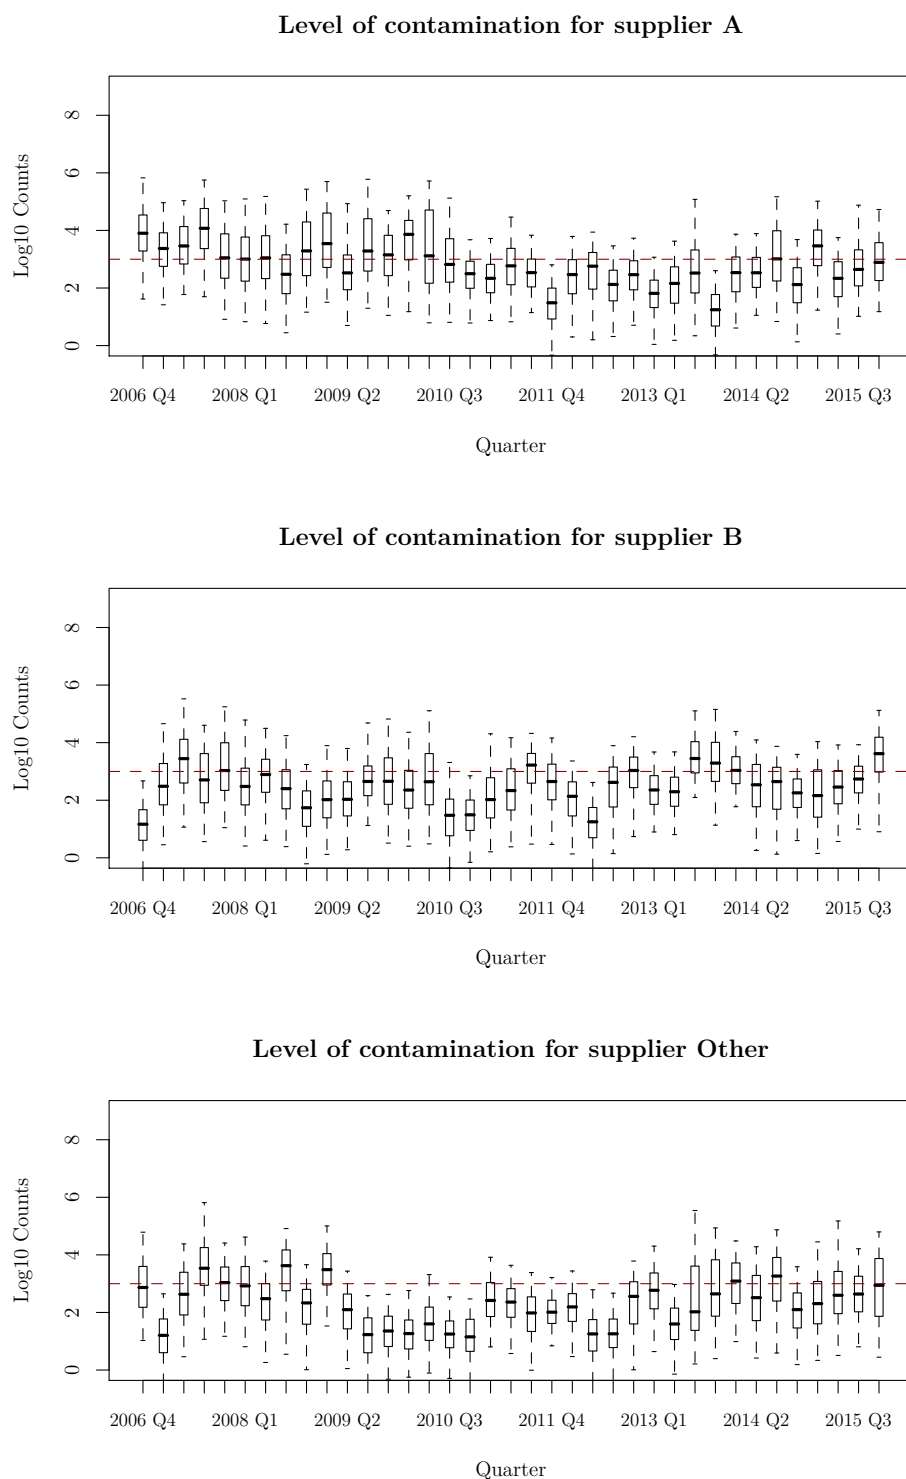 Level of contamination for supplier A
8
6
4
2
0
Log10 Counts
2006 Q4 2008 Q1 2009 Q2 2010 Q3 2011 Q4 2013 Q1 2014 Q2 2015 Q3
Quarter
Level of contamination for supplier B
8
6
4
2
0
Log10 Counts
2006 Q4 2008 Q1 2009 Q2 2010 Q3 2011 Q4 2013 Q1 2014 Q2 2015 Q3
Quarter
Level of contamination for supplier Other
8
6
4
2
0
Log10 Counts
2006 Q4 2008 Q1 2009 Q2 2010 Q3 2011 Q4 2013 Q1 2014 Q2 2015 Q3
Quarter